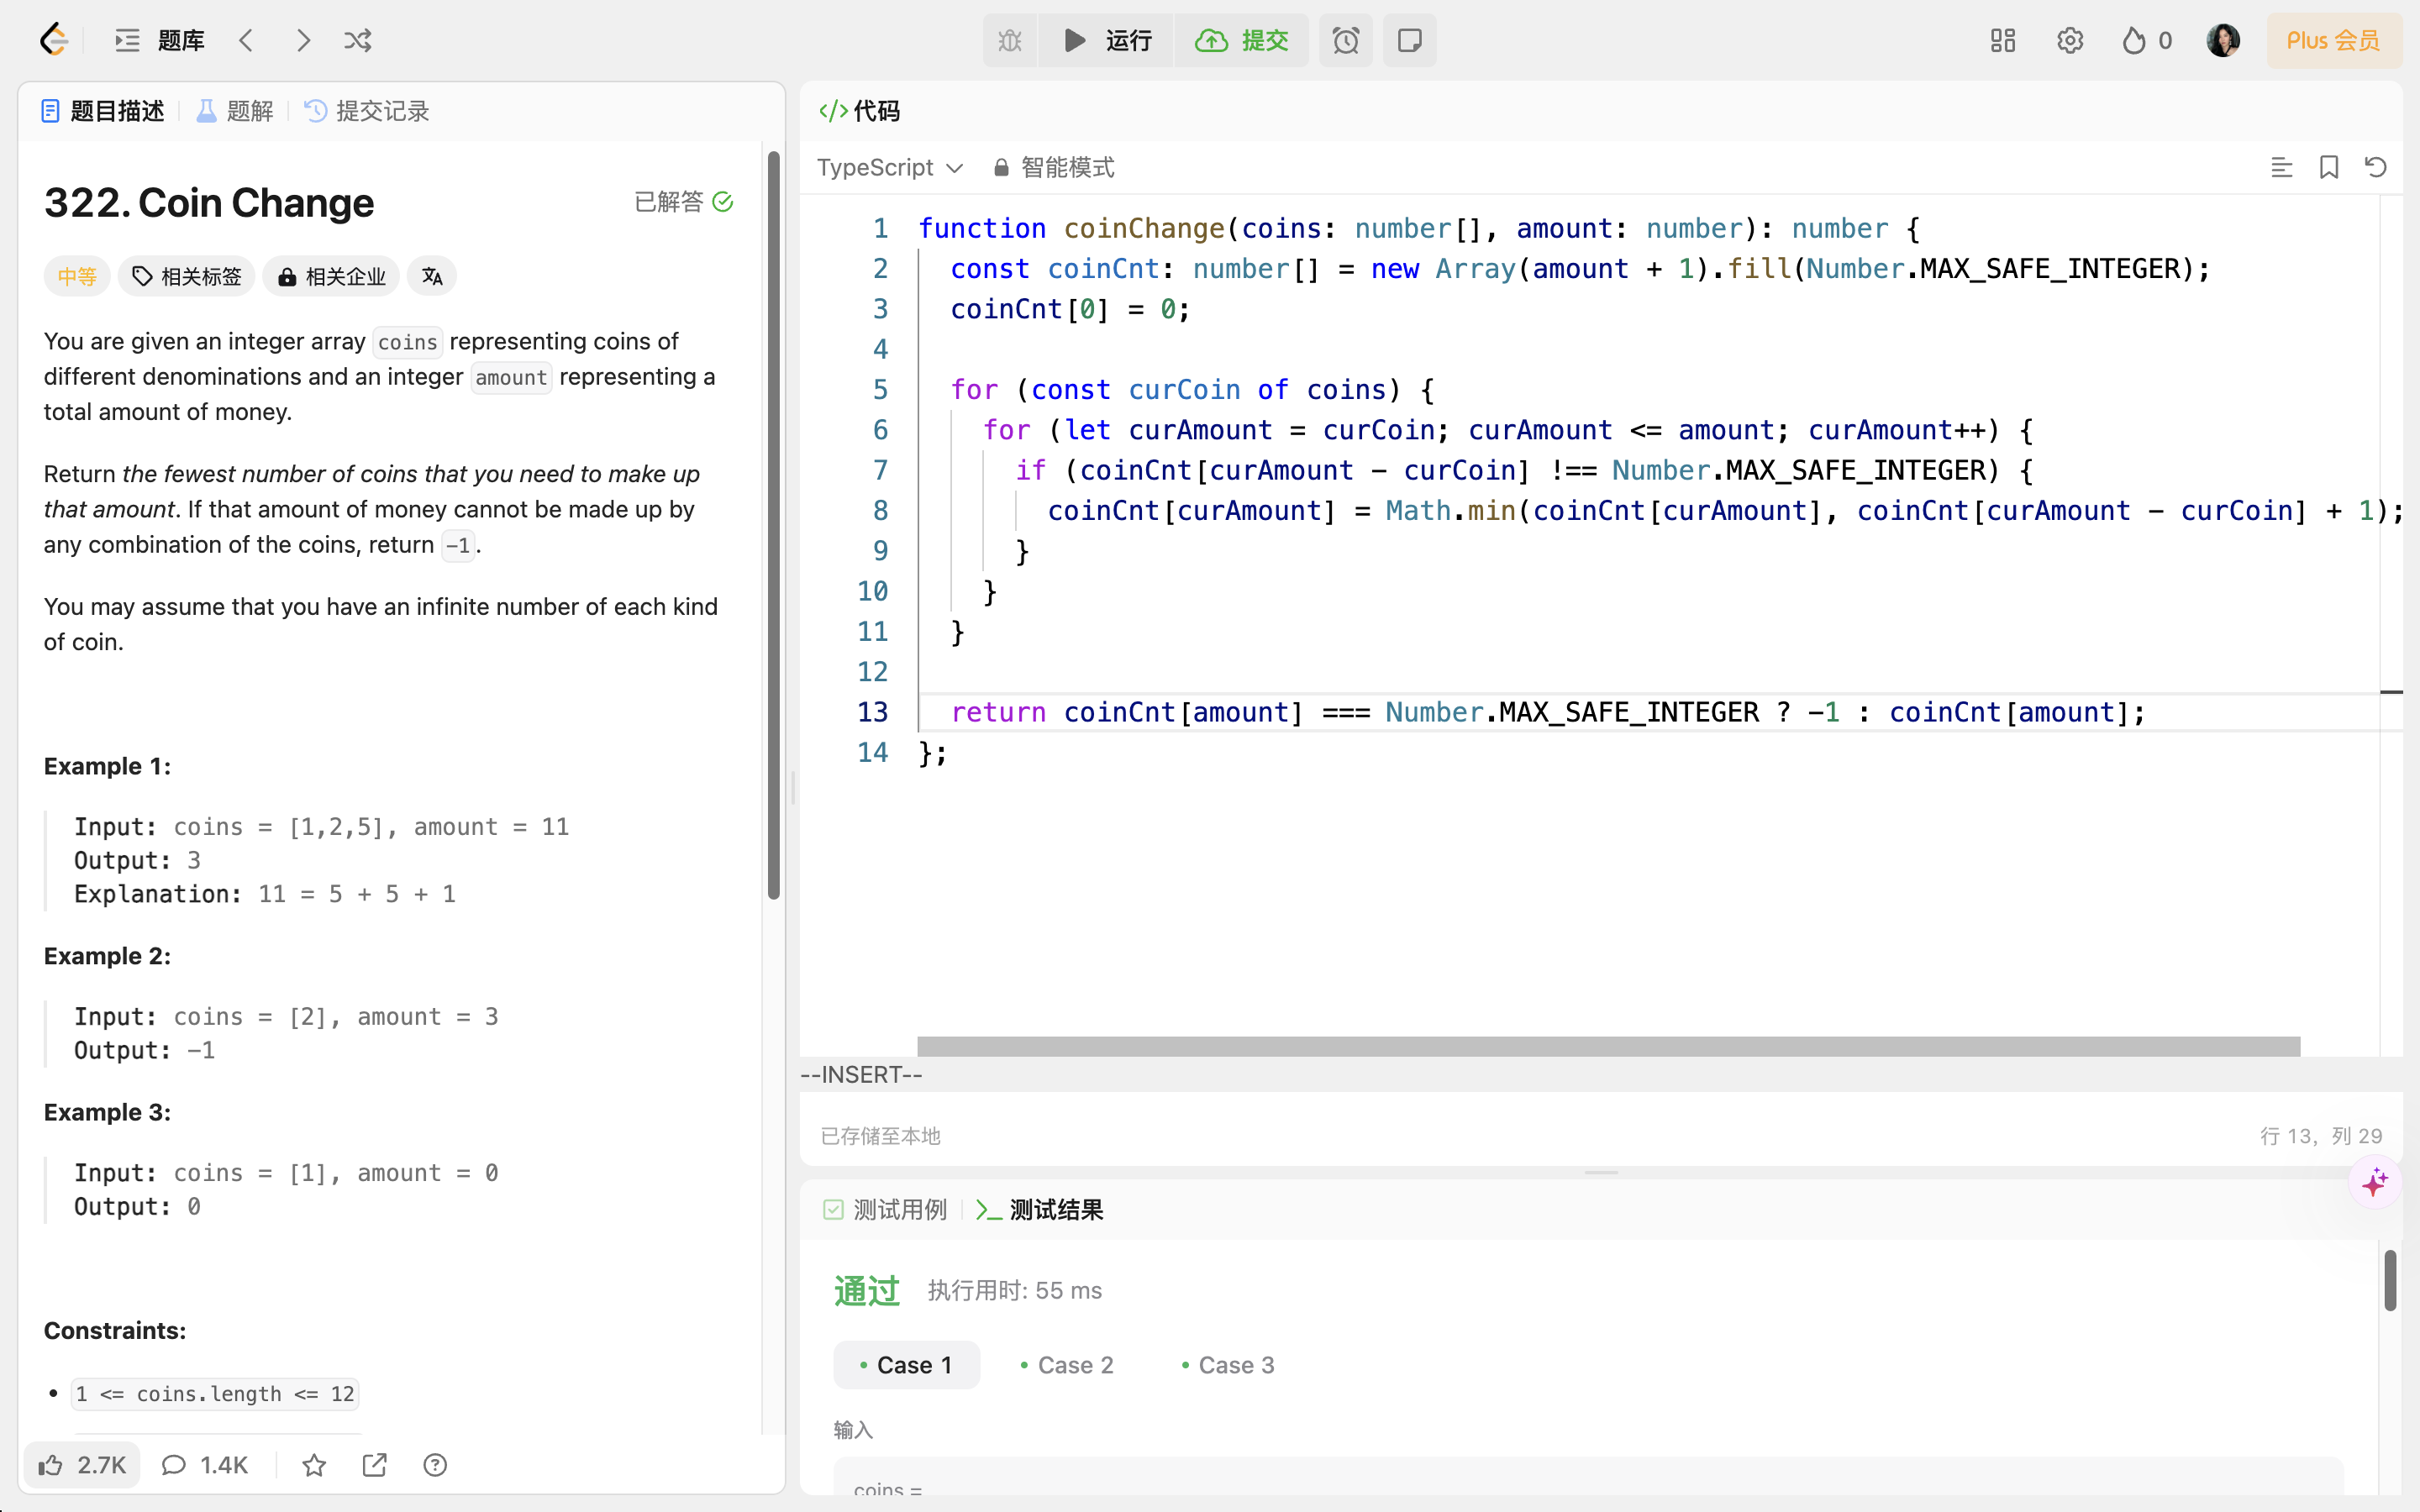 题库
运行
提交
0
Plus 会员
题目描述
题解
提交记录
322. Coin Change
已解答
中等
相关标签
相关企业
You are given an integer array coins representing coins of
different denominations and an integer amount representing a
total amount of money.
Return the fewest number of coins that you need to make up
that amount. If that amount of money cannot be made up by
any combination of the coins, return -1.
You may assume that you have an infinite number of each kind
of coin.
Example 1:
Input: coins = [1,2,5], amount = 11
Output: 3
Explanation: 11 = 5 + 5 + 1
Example 2:
Input: coins = [2], amount = 3
Output: -1
Example 3:
Input: coins = [1], amount = 0
Output: 0
Constraints:
• 1 <= coins.length <= 12
2.7K
1.4K
</> 代码
TypeScript
智能模式
1 function coinChange(coins: number[], amount: number): number {
2   const coinCnt: number[] = new Array(amount + 1).fill(Number.MAX_SAFE_INTEGER);
3   coinCnt[0] = 0;
4
5   for (const curCoin of coins) {
6     for (let curAmount = curCoin; curAmount <= amount; curAmount++) {
7       if (coinCnt[curAmount - curCoin] !== Number.MAX_SAFE_INTEGER) {
8         coinCnt[curAmount] = Math.min(coinCnt[curAmount], coinCnt[curAmount - curCoin] + 1);
9       }
10     }
11   }
12
13   return coinCnt[amount] === Number.MAX_SAFE_INTEGER ? -1 : coinCnt[amount];
14 };
--INSERT--
已存储至本地
行 13, 列 29
测试用例
测试结果
通过
执行用时: 55 ms
• Case 1
• Case 2
• Case 3
输入
coins =